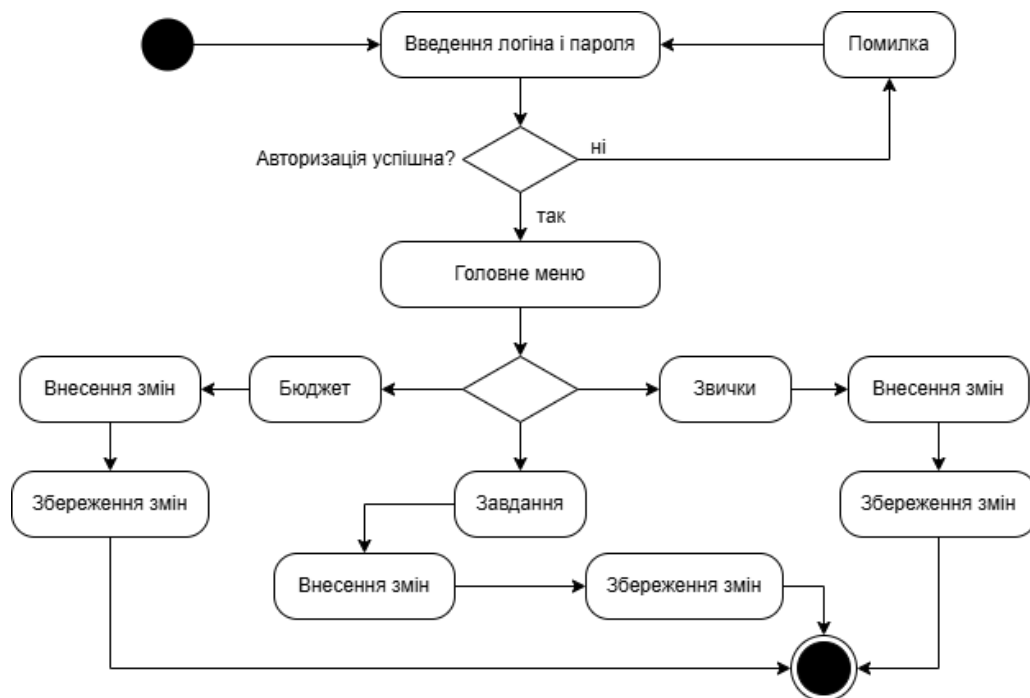 Введення логіна і пароля
Помилка
Авторизація успішна?
ні
так
Головне меню
Внесення змін
Бюджет
Звички
Внесення змін
Збереження змін
Завдання
Збереження змін
Внесення змін
Збереження змін